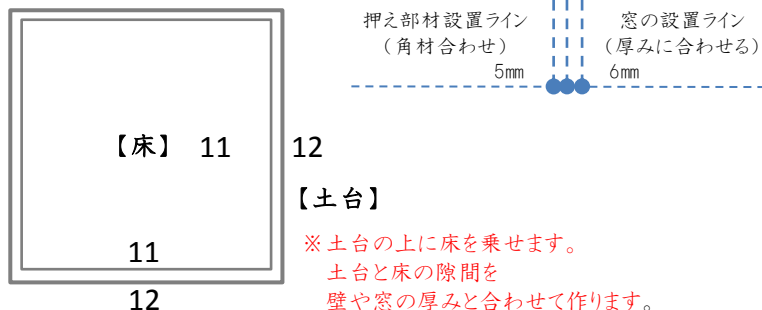 押え部材設置ライン
（角材合わせ）
5㎜
窓の設置ライン
（厚みに合わせる）
6㎜
【床】 11
12
【土台】
11
12
※土台の上に床を乗せます。
土台と床の隙間を
壁や窓の厚みと合わせて作ります。